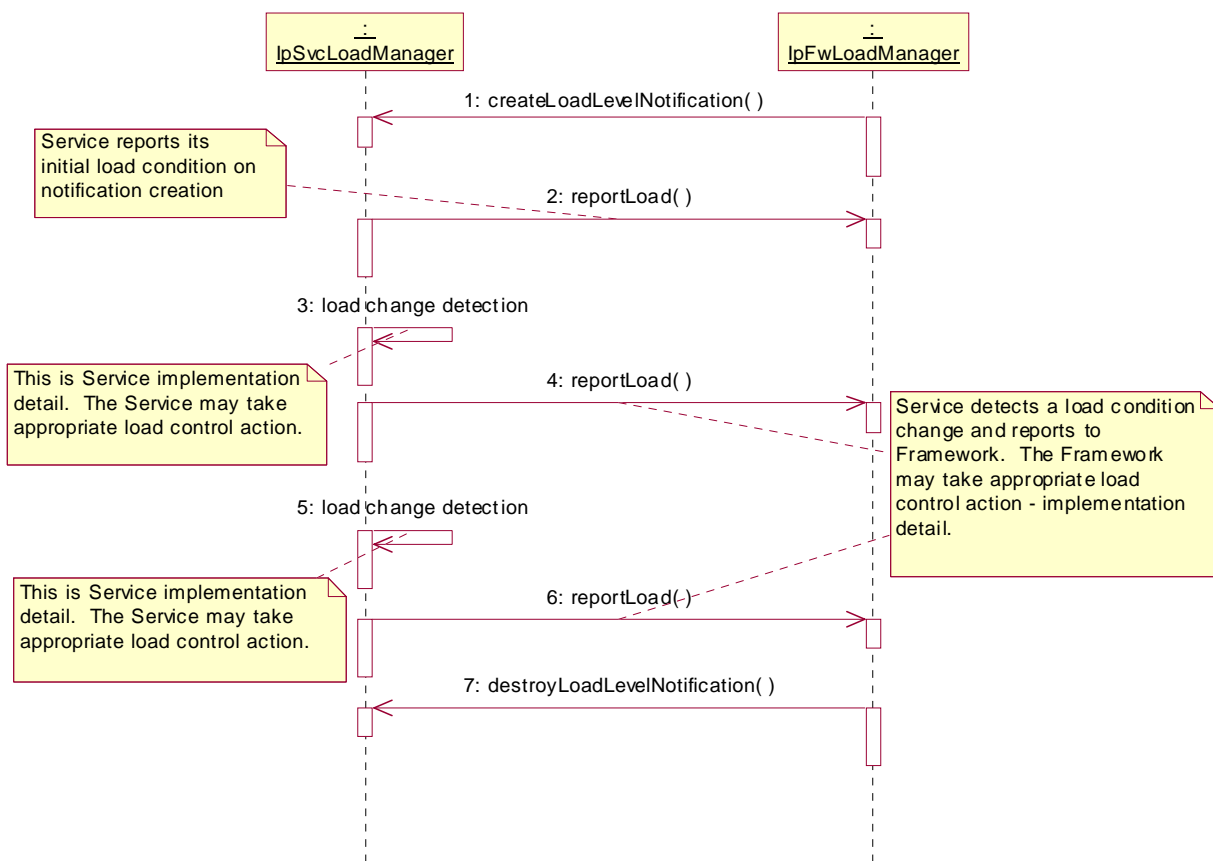 :
IpSvcLoadManager
:
IpFwLoadManager
1: createLoadLevelNotification( )
Service reports its
initial load condition on
notification creation
2: reportLoad( )
3: load change detection
This is Service implementation
detail.  The Service may take
appropriate load control action.
4: reportLoad( )
Service detects a load condition
change and reports to
Framework.  The Framework
may take appropriate load
control action - implementation
detail.
5: load change detection
This is Service implementation
detail.  The Service may take
appropriate load control action.
6: reportLoad( )
7: destroyLoadLevelNotification( )